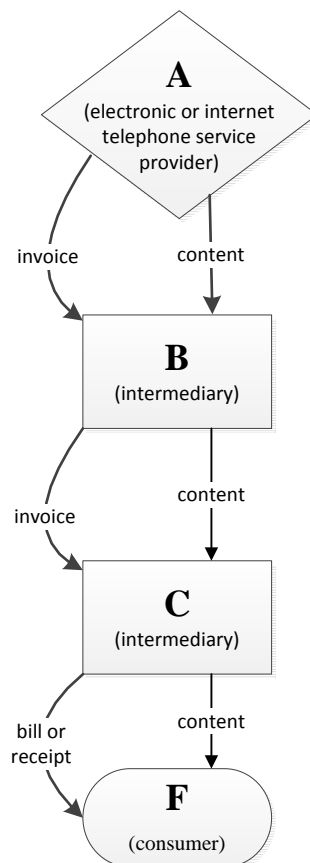 A
(electronic or internet
telephone service
provider)
invoice
content
B
(intermediary)
content
invoice
C
(intermediary)
content
bill or
receipt
F
(consumer)